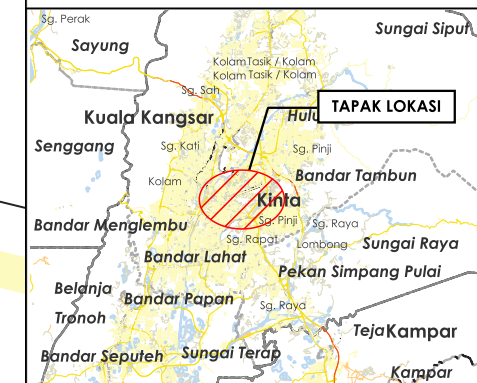 Sg. Perak
Sungai Siput
Sayung
Kolam Tasik / Kolam
Kolam Tasik / Kolam
Sg. Sah
TAPAK LOKASI
Kuala Kangsar
Hulu
Senggang
Sg. Kati
Sg. Pinji
Kolam
Bandar Tambun
Kinta
Bandar Menglembu
Sg. Pinji
Sg. Raya
Sg. Rapat
Lombong
Sungai Raya
Bandar Lahat
Pekan Simpang Pulai
Belanja
Bandar Papan
Sg. Raya
Tronoh
Teja
Kampar
Bandar Seputeh
Sungai Terap
Kampar